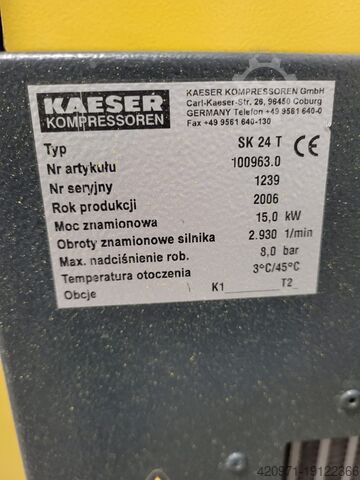 KAESER
KOMPRESSOREN
KAESER KOMPRESSOREN GmbH
Carl-Kaeser-Str. 26, 96450 Coburg
GERMANY Telefon +49 9561 640-0
Fax +49 9561 640-130
Typ SK 24 T CE
Nr artykułu 100963.0
Nr seryjny 1239
Rok produkcji 2006
Moc znamionowa 15,0 kW
Obroty znamionowe silnika 2.930 1/min
Max. nadciśnienie rob. 8,0 bar
Temperatura otoczenia 3°C/45°C
Obcje K1 T2
420971-19122366